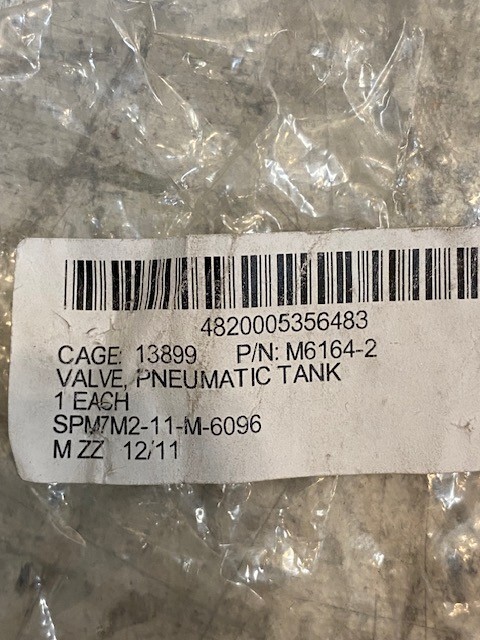 4820005356483
CAGE: 13899 P/N: M6164-2
VALVE, PNEUMATIC TANK
1 EACH
SPM7M2-11-M-6096
M ZZ 12/11